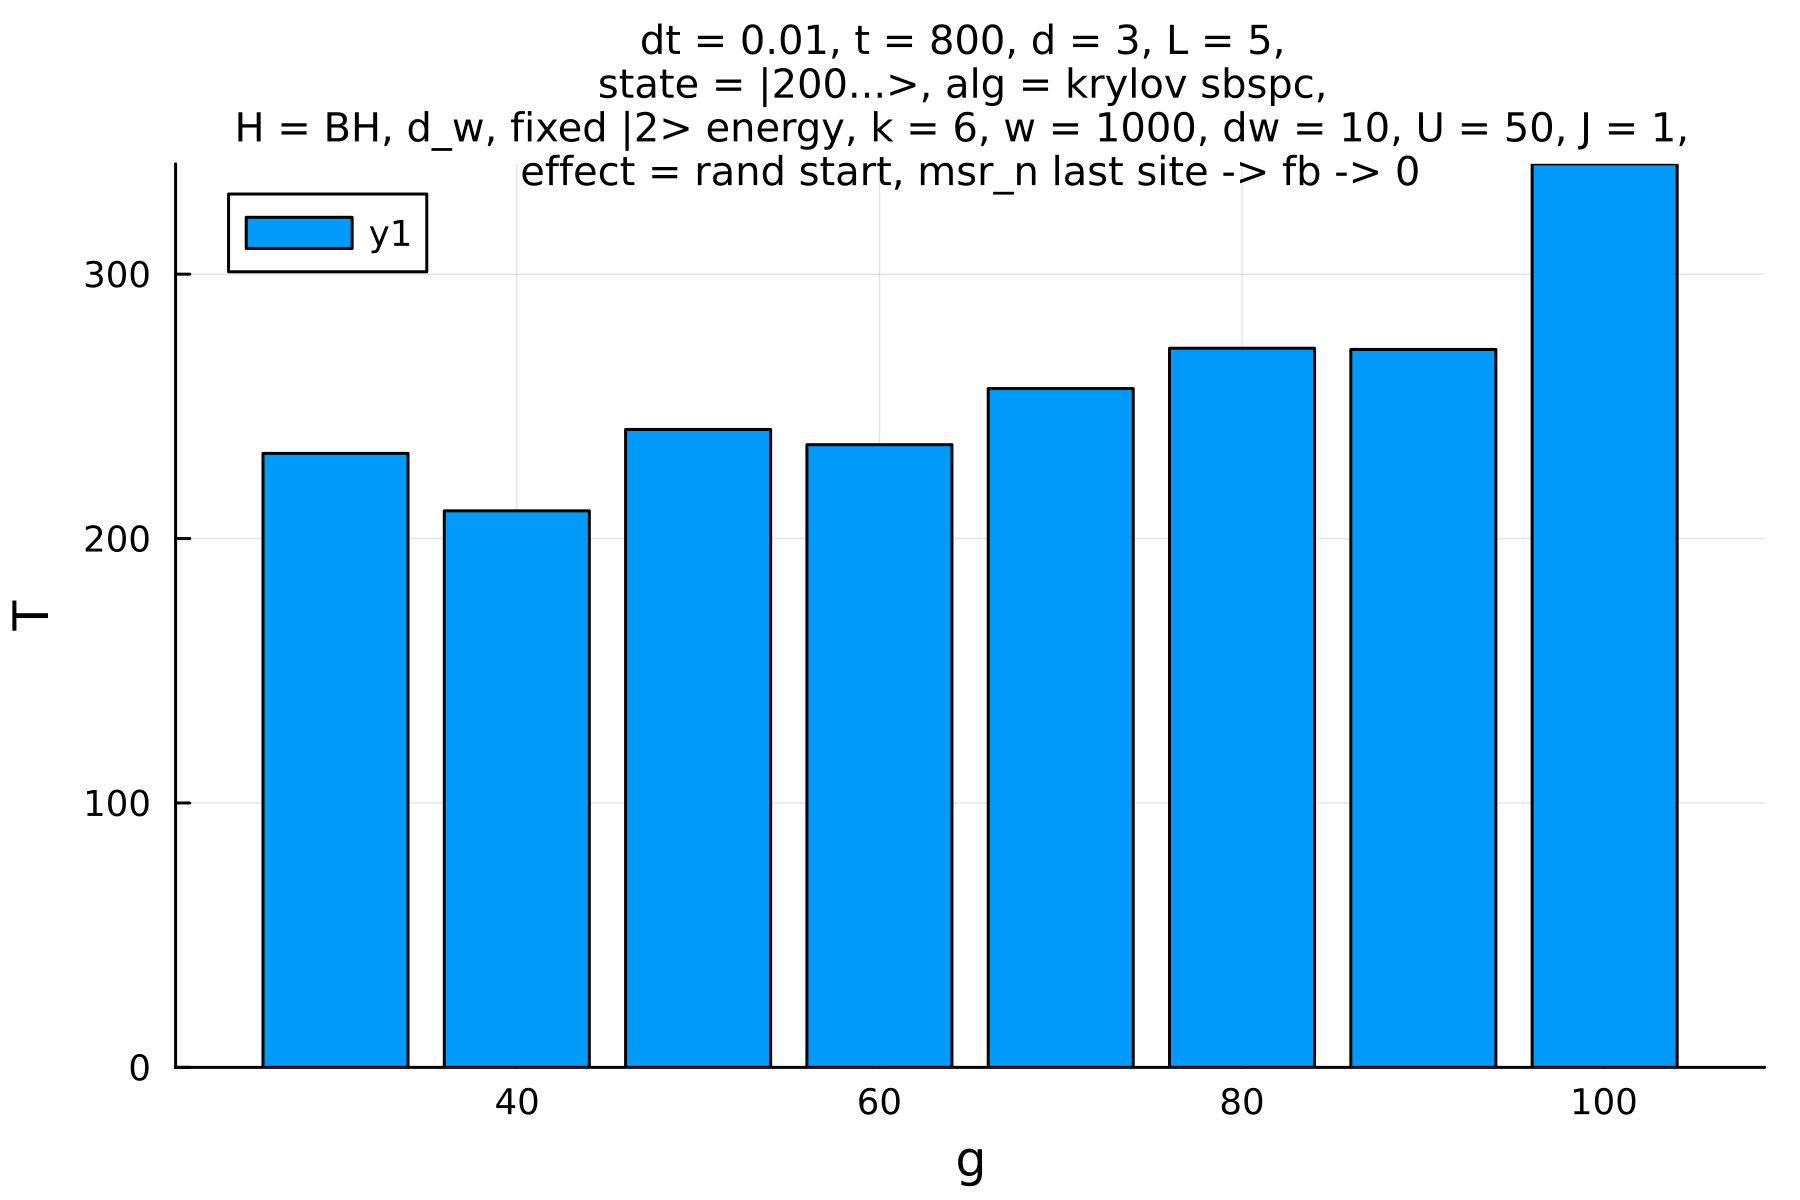 dt = 0.01, t = 800, d = 3, L = 5,
state = |200...>, alg = krylov sbspc,
H = BH, d_w, fixed |2> energy, k = 6, w = 1000, dw = 10, U = 50, J = 1,
effect = rand start, msr_n last site -> fb -> 0
y1
300
200
100
0
T
40 60 80 100
g